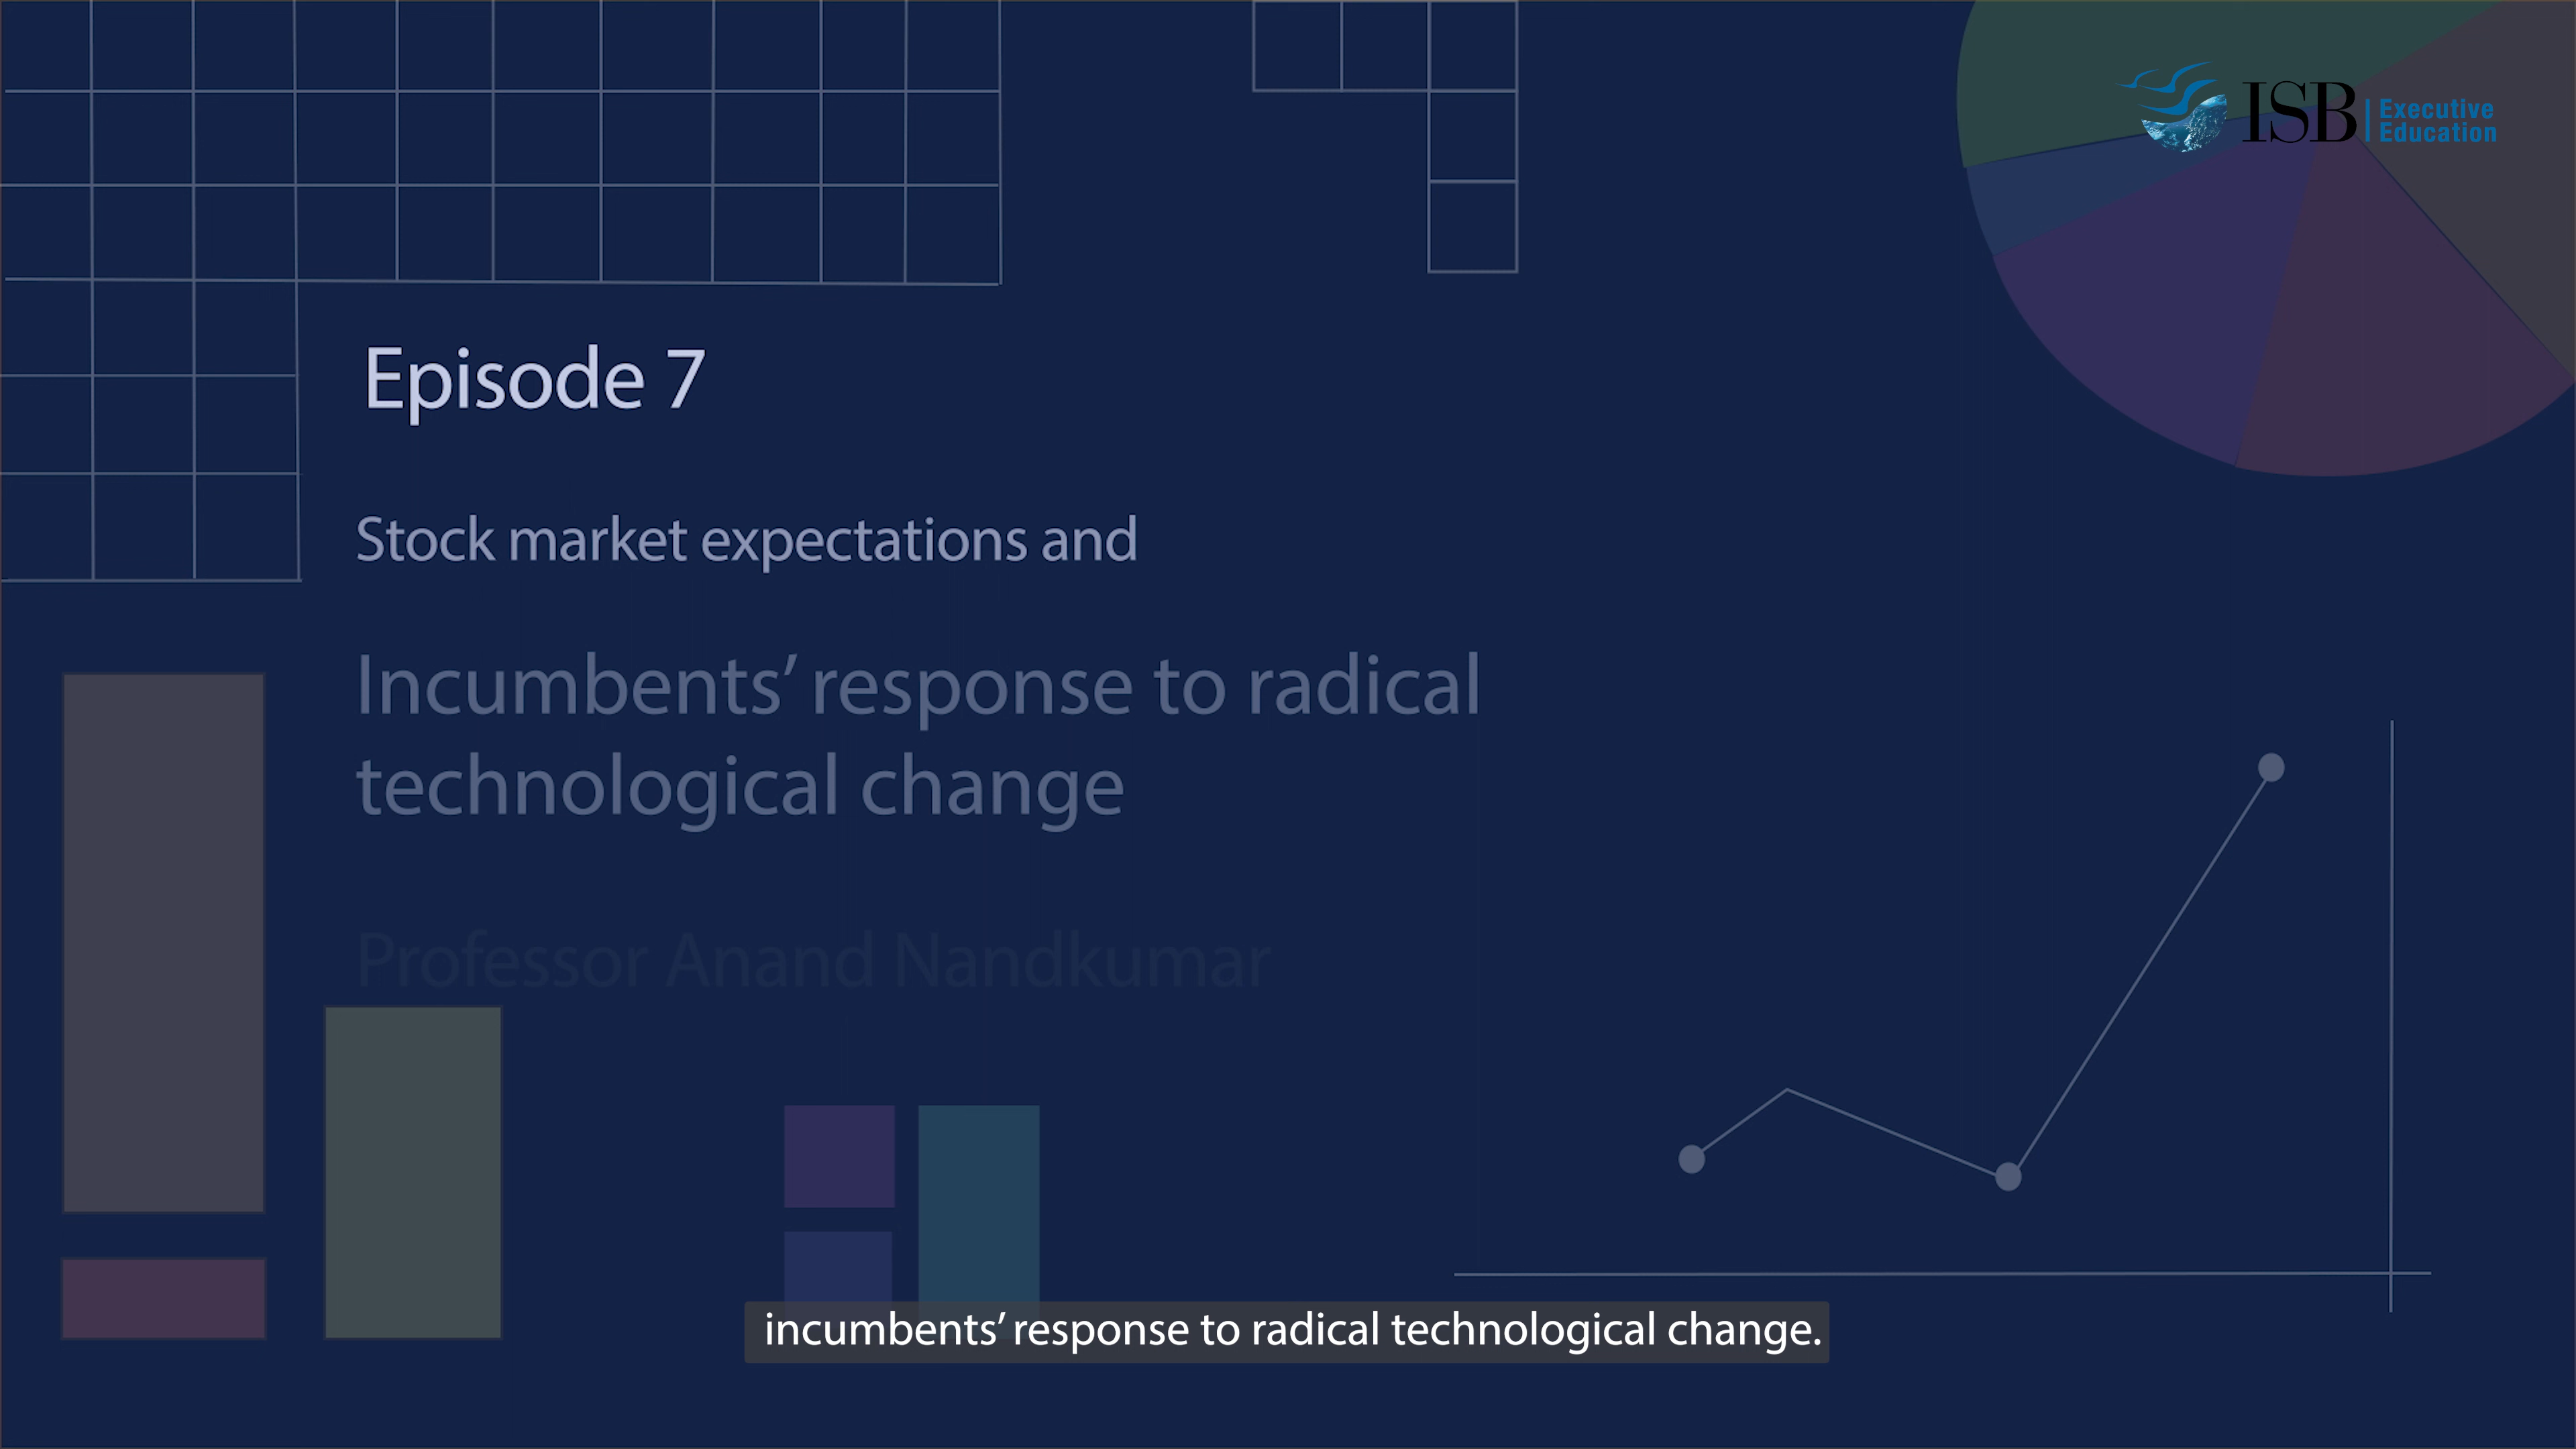 ISB
Executive
Education
Episode 7
Stock market expectations and
Incumbents’ response to radical
technological change
Professor Anand Nandkumar
incumbents’ response to radical technological change.